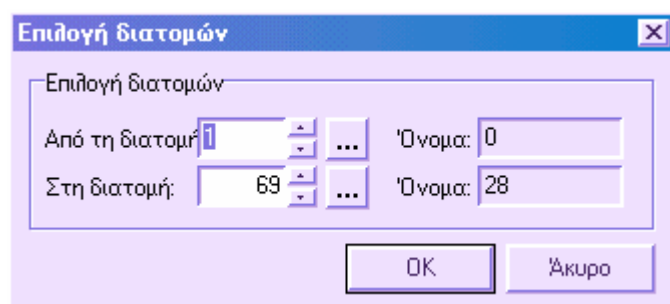 Επιλογή διατομών
Επιλογή διατομών
Από τη διατομή 1 ... Όνομα: 0
Στη διατομή: 69 ... Όνομα: 28
OK Άκυρο